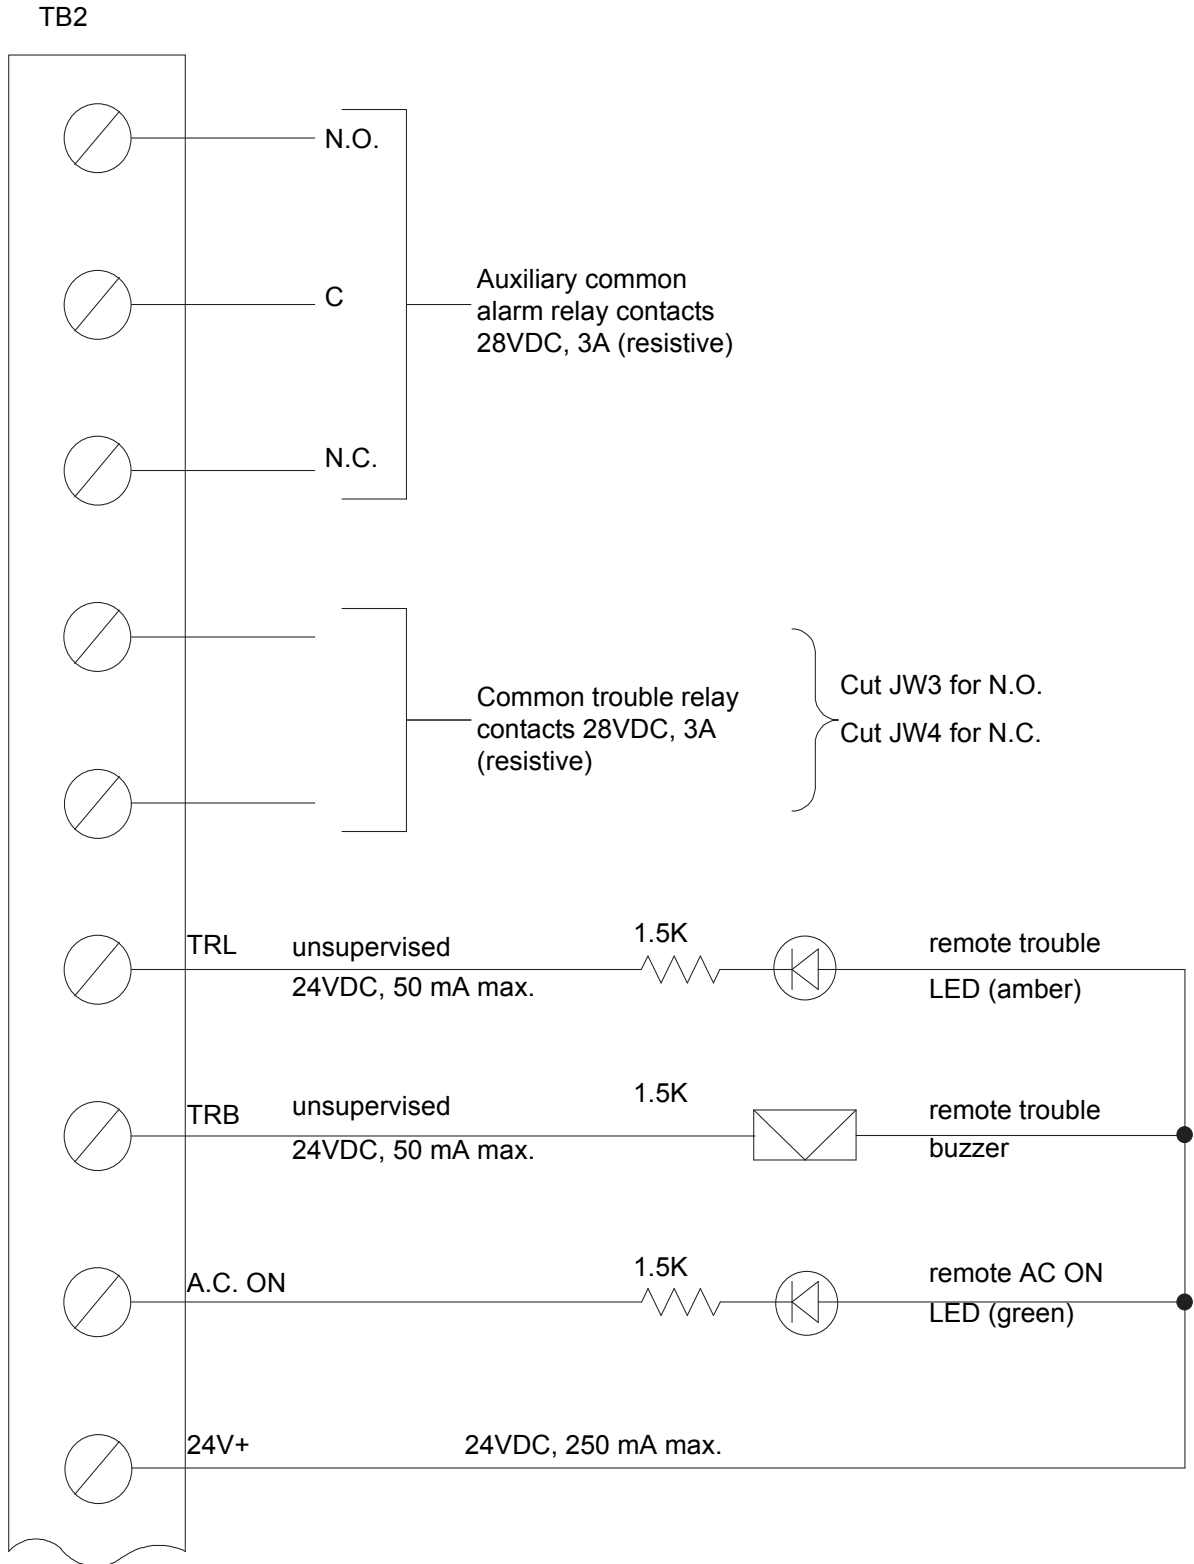 TB2
N.O.
C
N.C.
Auxiliary common
alarm relay contacts
28VDC, 3A (resistive)
Common trouble relay
contacts 28VDC, 3A
(resistive)
Cut JW3 for N.O.
Cut JW4 for N.C.
TRL
unsupervised
24VDC, 50 mA max.
1.5K
remote trouble
LED (amber)
TRB
unsupervised
24VDC, 50 mA max.
1.5K
remote trouble
buzzer
A.C. ON
1.5K
remote AC ON
LED (green)
24V+
24VDC, 250 mA max.